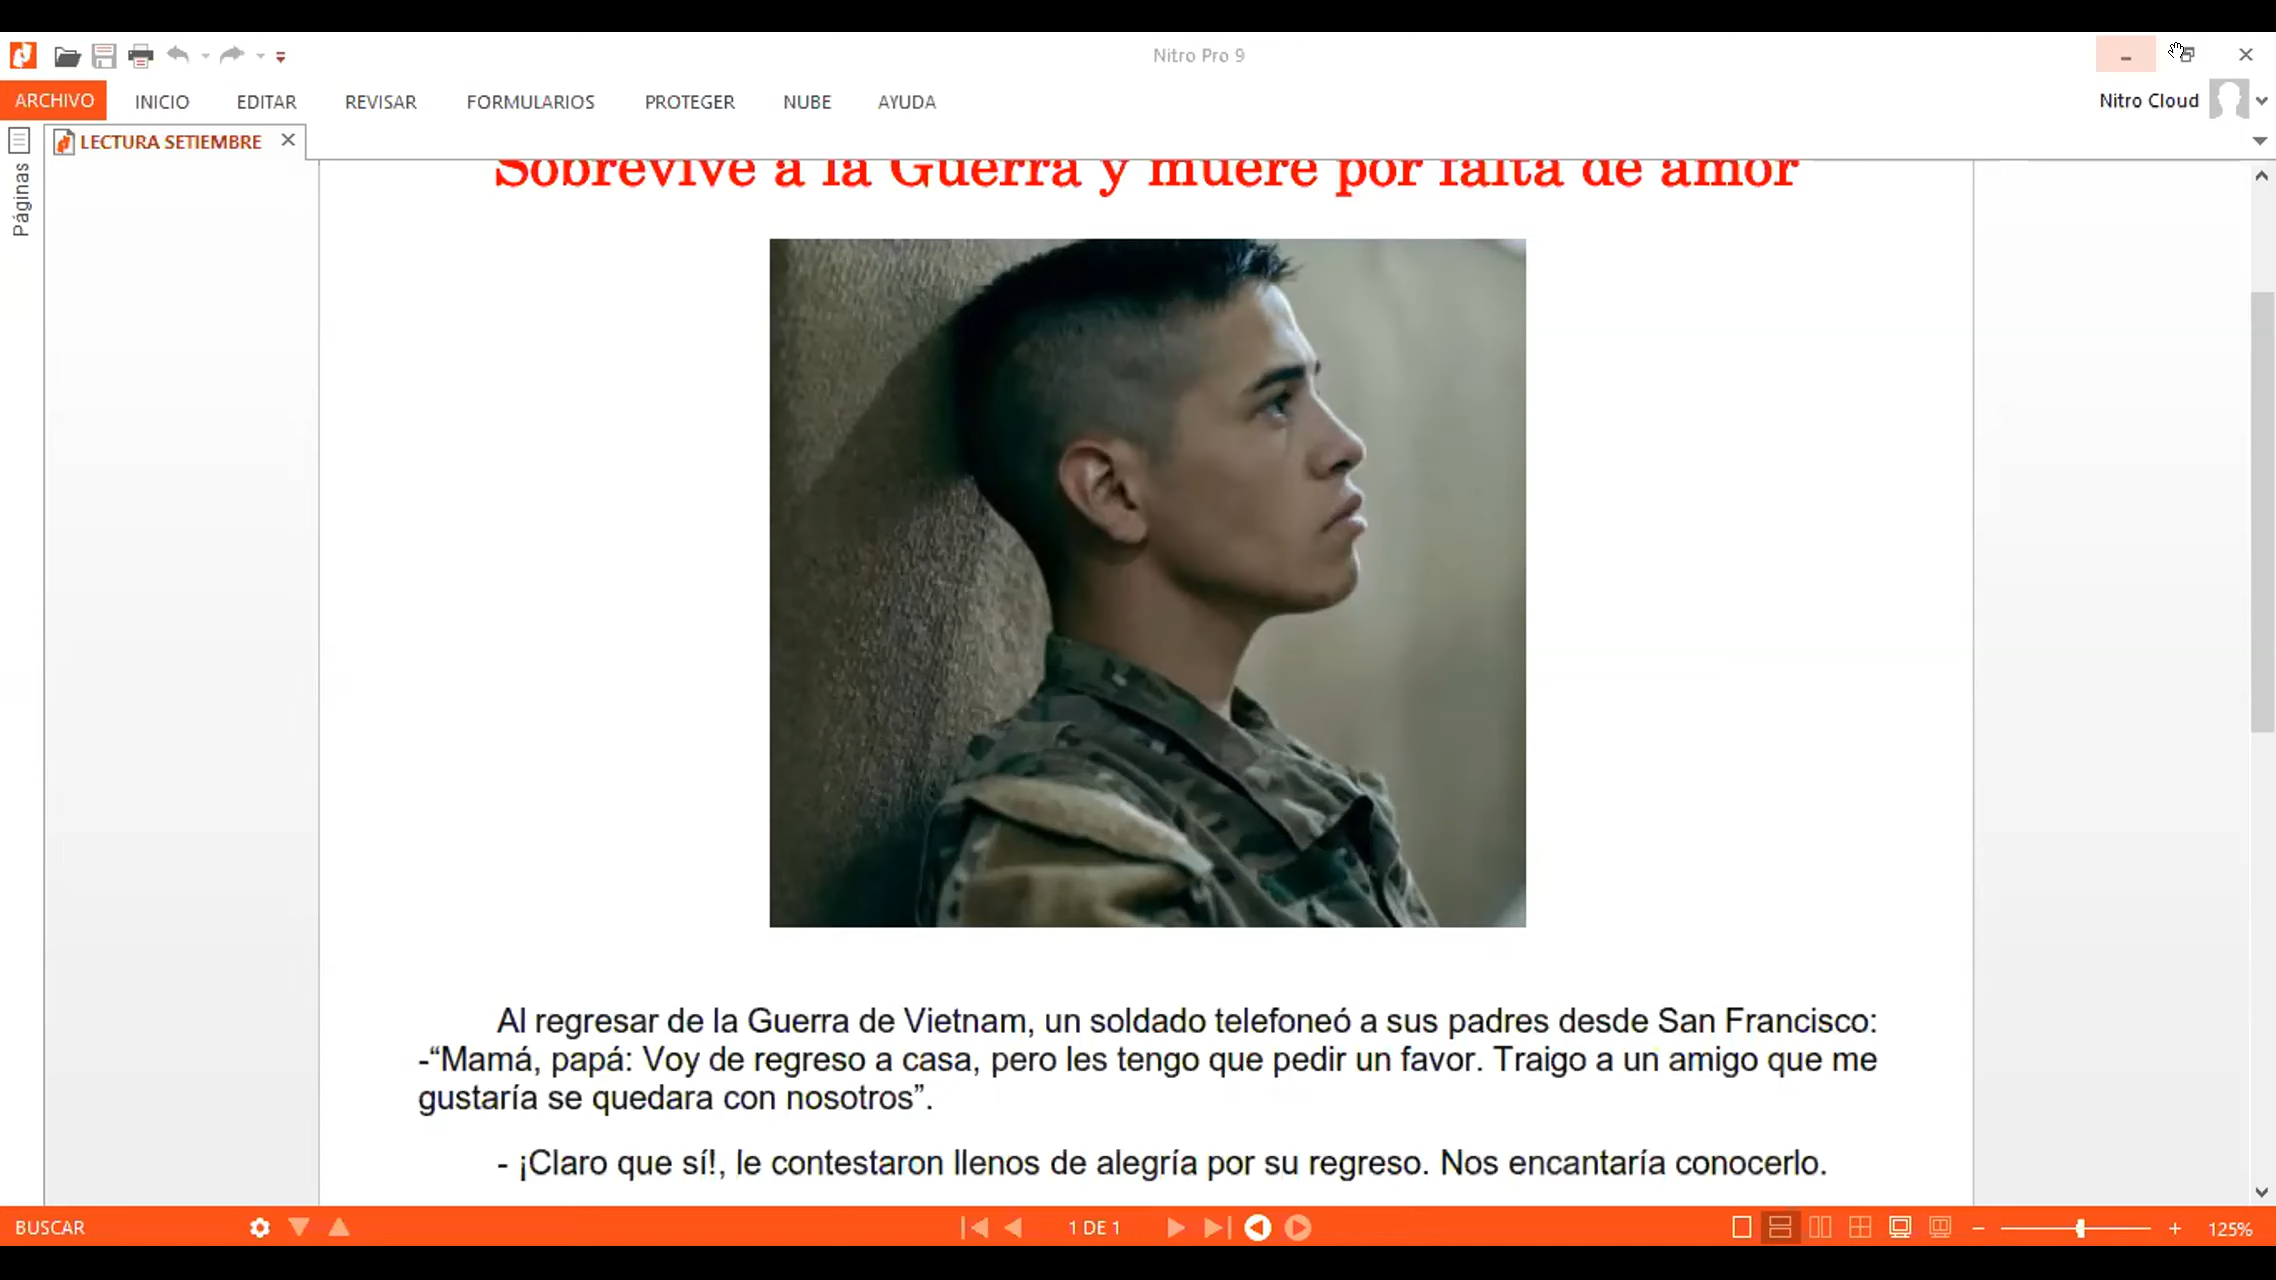 Nitro Pro 9
ARCHIVO INICIO EDITAR REVISAR FORMULARIOS PROTEGER NUBE AYUDA Nitro Cloud
LECTURA SETIEMBRE
Páginas
Sobrevive a la Guerra y muere por falta de amor
Al regresar de la Guerra de Vietnam, un soldado telefoneó a sus padres desde San Francisco:
-“Mamá, papá: Voy de regreso a casa, pero les tengo que pedir un favor. Traigo a un amigo que me
gustaría se quedara con nosotros”.
- ¡Claro que sí!, le contestaron llenos de alegría por su regreso. Nos encantaría conocerlo.
BUSCAR 1 DE 1 125%